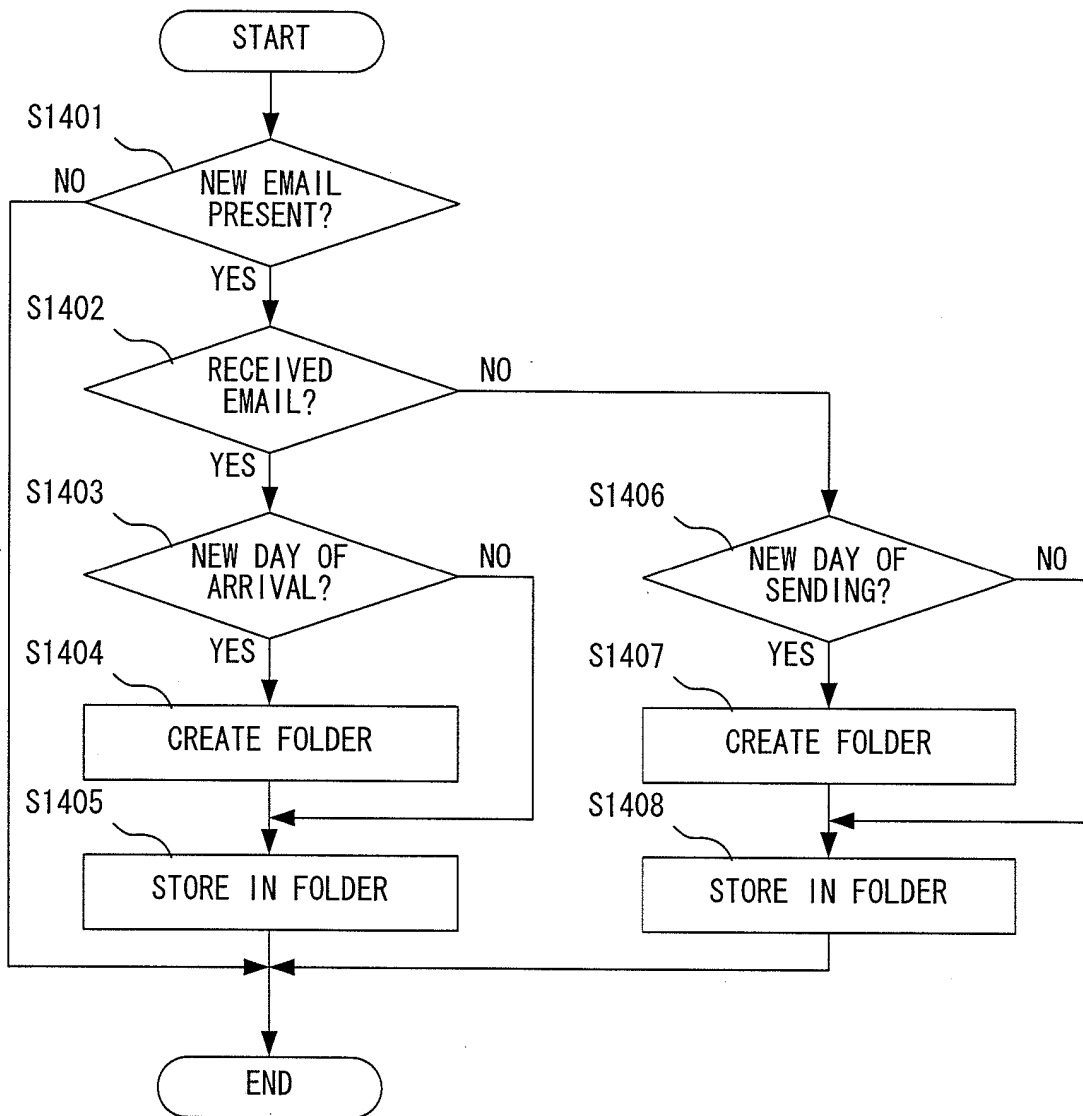 START
S1401
NO
NEW EMAIL
PRESENT?
YES
S1402
RECEIVED
EMAIL?
NO
YES
S1403
NEW DAY OF
ARRIVAL?
NO
S1406
NEW DAY OF
SENDING?
NO
YES
S1404
CREATE FOLDER
YES
S1407
CREATE FOLDER
S1405
STORE IN FOLDER
S1408
STORE IN FOLDER
END